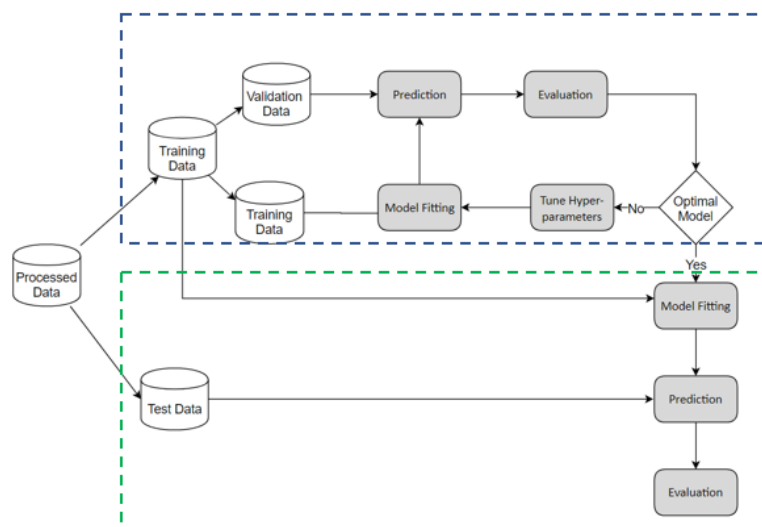 Validation
Data
Prediction
Evaluation
Training
Data
Training
Data
Model Fitting
Tune Hyper-
parameters
No
Optimal
Model
Processed
Data
Yes
Model Fitting
Test Data
Prediction
Evaluation